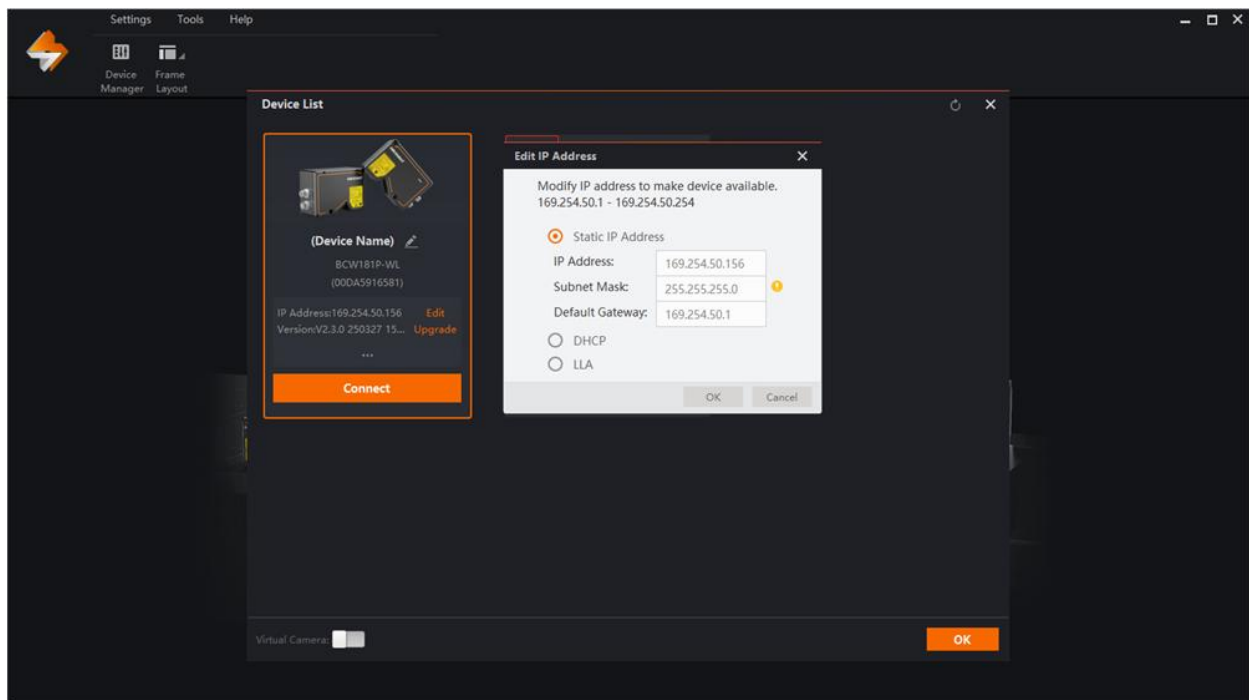 Settings Tools Help
Device Manager
Frame Layout
Device List
(Device Name)
BCW181P-WL
(00DA5916581)
IP Address:169.254.50.156 Edit
Version:V2.3.0 250327 15... Upgrade
...
Connect
Edit IP Address
Modify IP address to make device available.
169.254.50.1 - 169.254.50.254
Static IP Address
IP Address: 169.254.50.156
Subnet Mask: 255.255.255.0
Default Gateway: 169.254.50.1
DHCP
LLA
OK Cancel
Virtual Camera:
OK